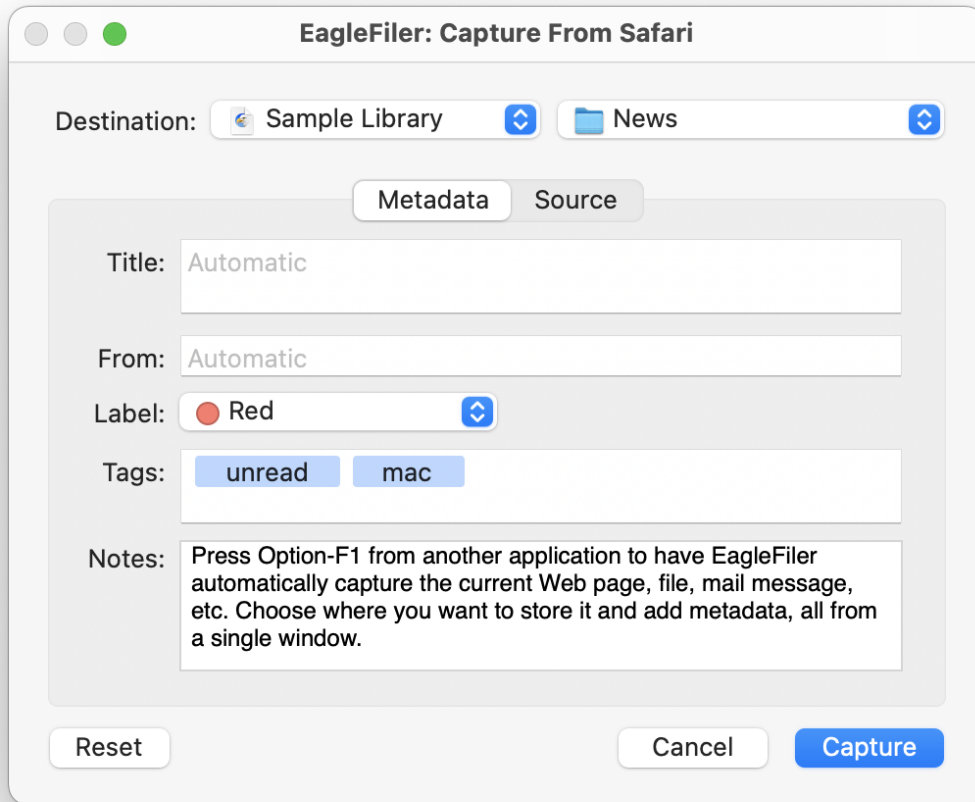 EagleFiler: Capture From Safari
Destination: Sample Library News
Metadata Source
Title: Automatic
From: Automatic
Label: Red
Tags: unread mac
Notes: Press Option-F1 from another application to have EagleFiler
automatically capture the current Web page, file, mail message,
etc. Choose where you want to store it and add metadata, all from
a single window.
Reset Cancel Capture